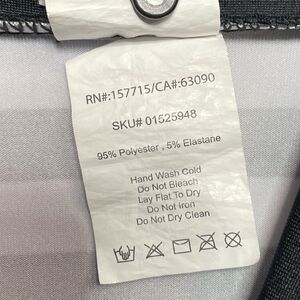 RN#:157715/CA#:63090
SKU# 01525948
95% Polyester , 5% Elastane
Hand Wash Cold
Do Not Bleach
Lay Flat To Dry
Do Not Iron
Do Not Dry Clean